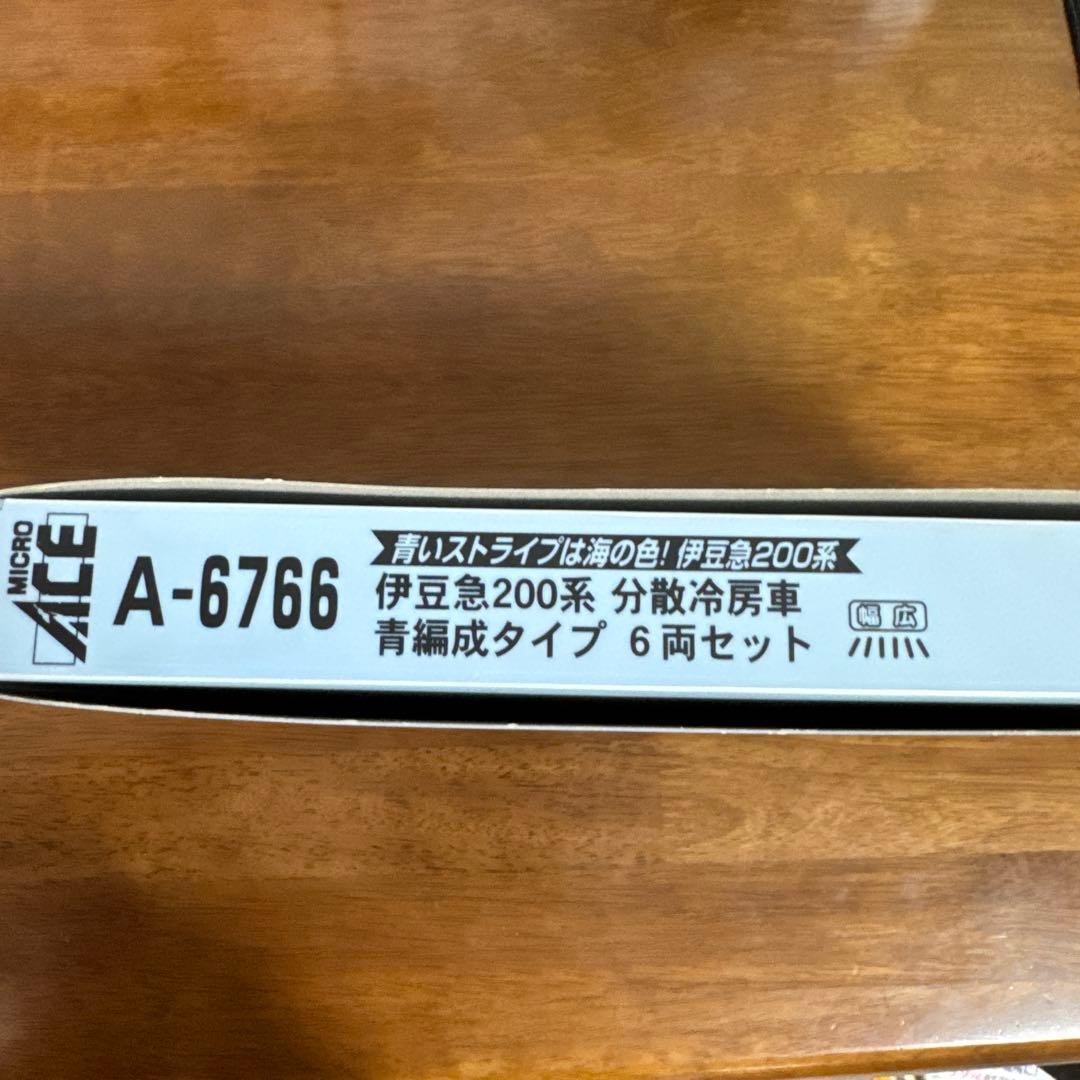 MICRO
ACE
A-6766
青いストライプは海の色! 伊豆急200系
伊豆急200系 分散冷房車
青編成タイプ 6両セット
幅広